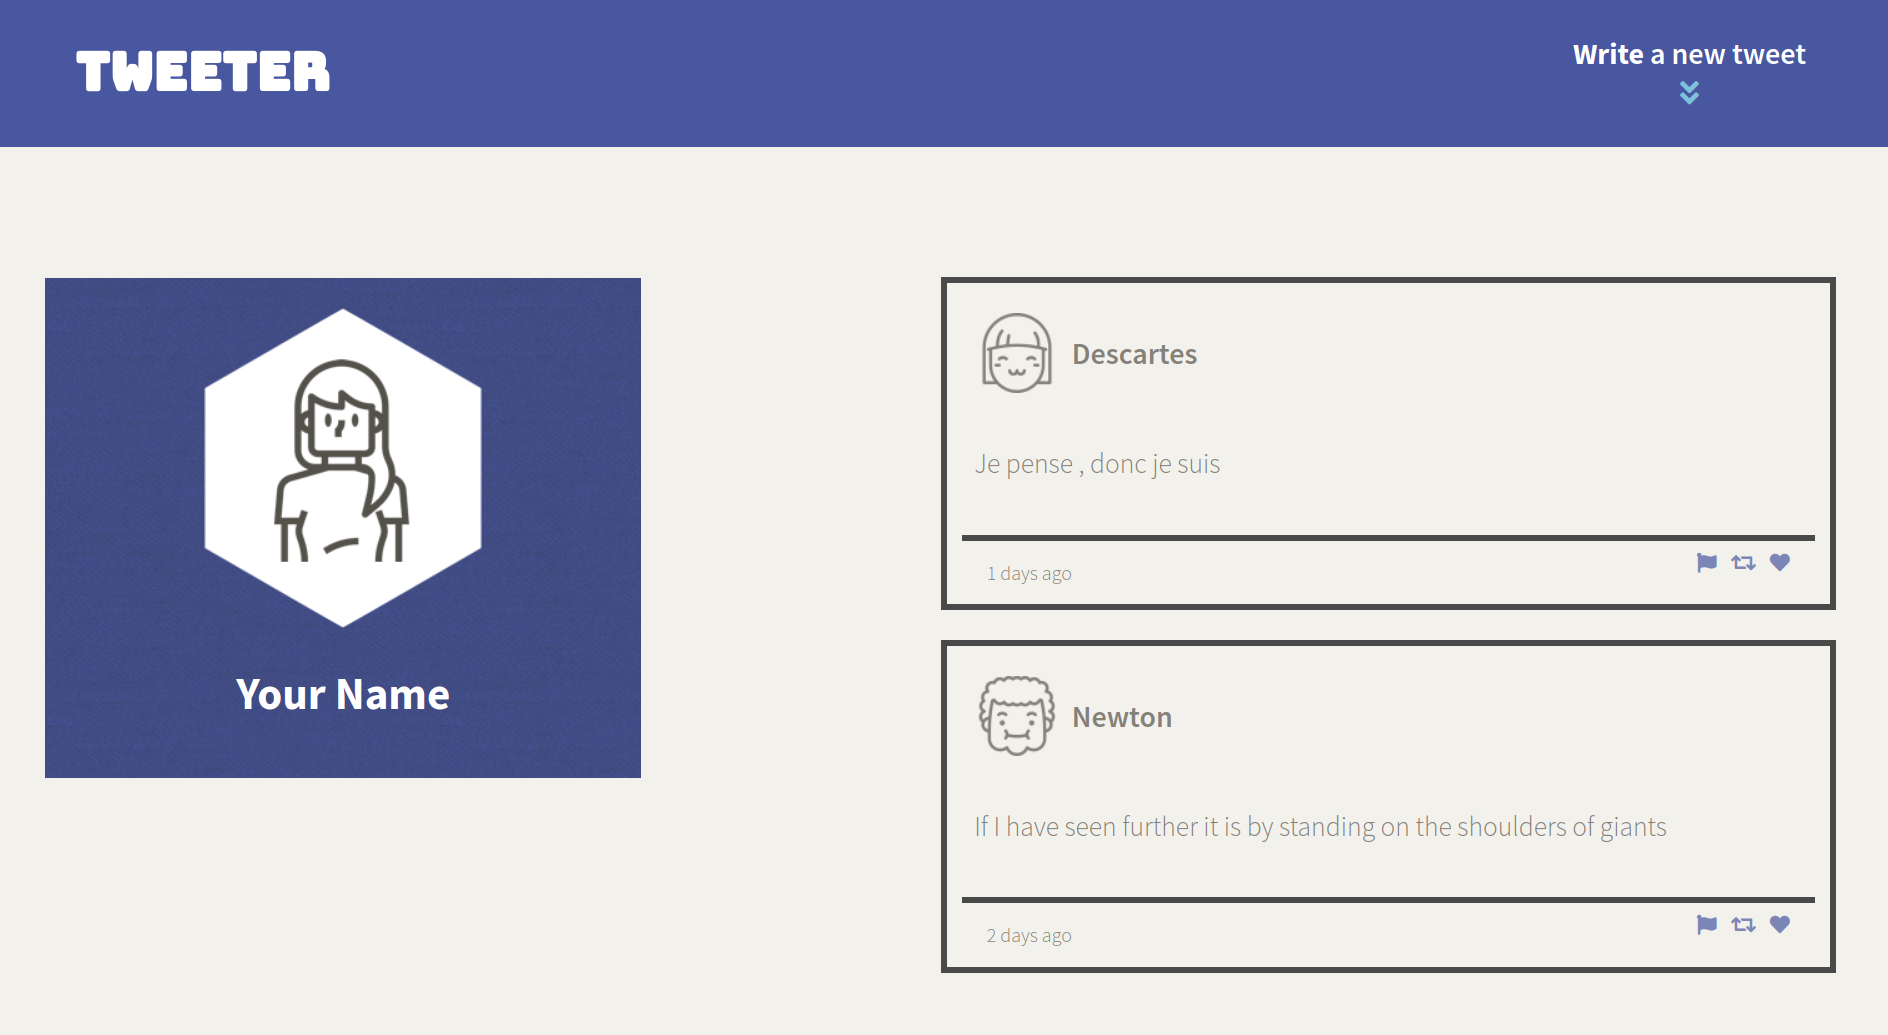 TWEETER
Write a new tweet
Your Name
Descartes
Je pense , donc je suis
1 days ago
Newton
If I have seen further it is by standing on the shoulders of giants
2 days ago